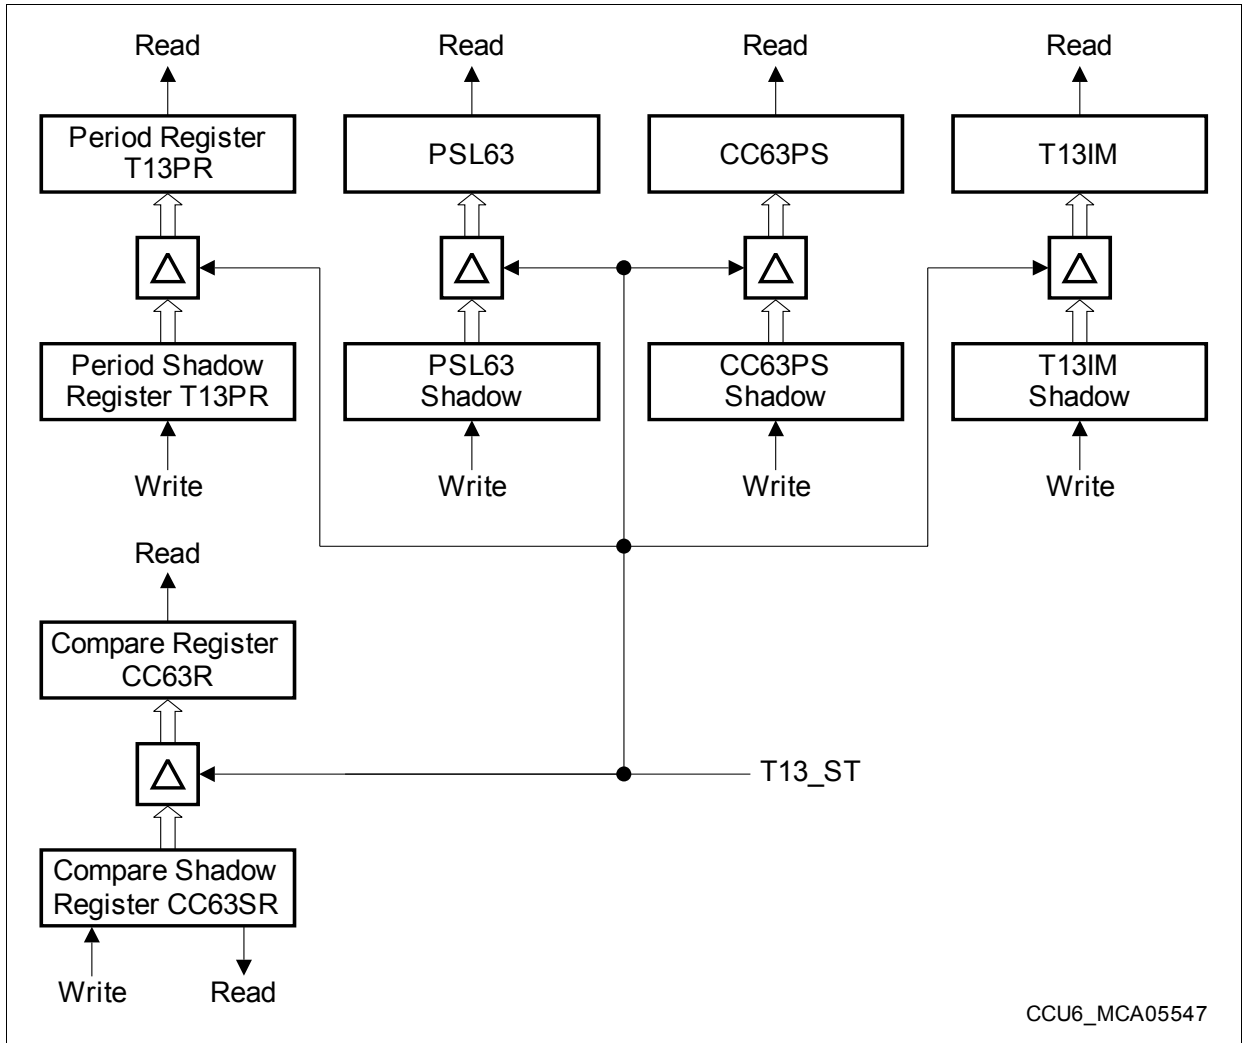 Read
Read
Read
Read
Period Register
T13PR
PSL63
CC63PS
T13IM
Period Shadow
Register T13PR
PSL63
Shadow
CC63PS
Shadow
T13IM
Shadow
Write
Write
Write
Write
Read
Compare Register
CC63R
T13_ST
Compare Shadow
Register CC63SR
Write
Read
CCU6_MCA05547